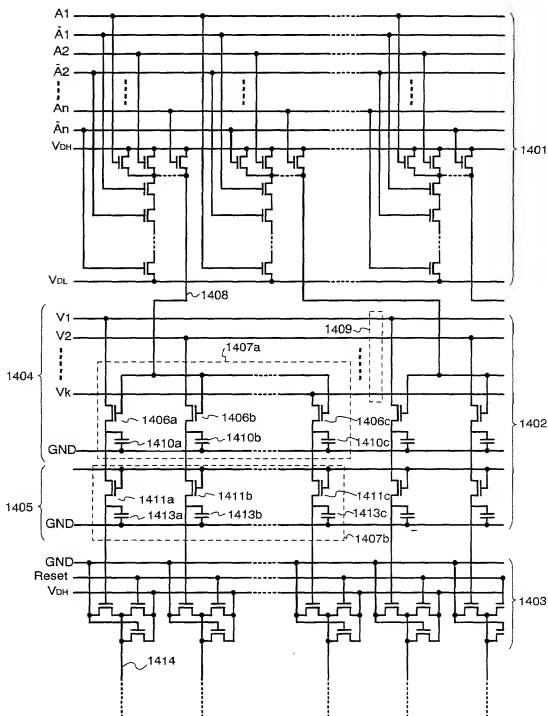 A1
Ā1
A2
Ā2
An
Ān
VDH
1401
VDL
1408
V1
1409
V2
1407a
1404
Vk
1406a
1406b
1406c
1402
1410a
1410b
1410c
GND
1411a
1411b
1411c
1405
1413a
1413b
1413c
GND
1407b
GND
Reset
VDH
1403
1414